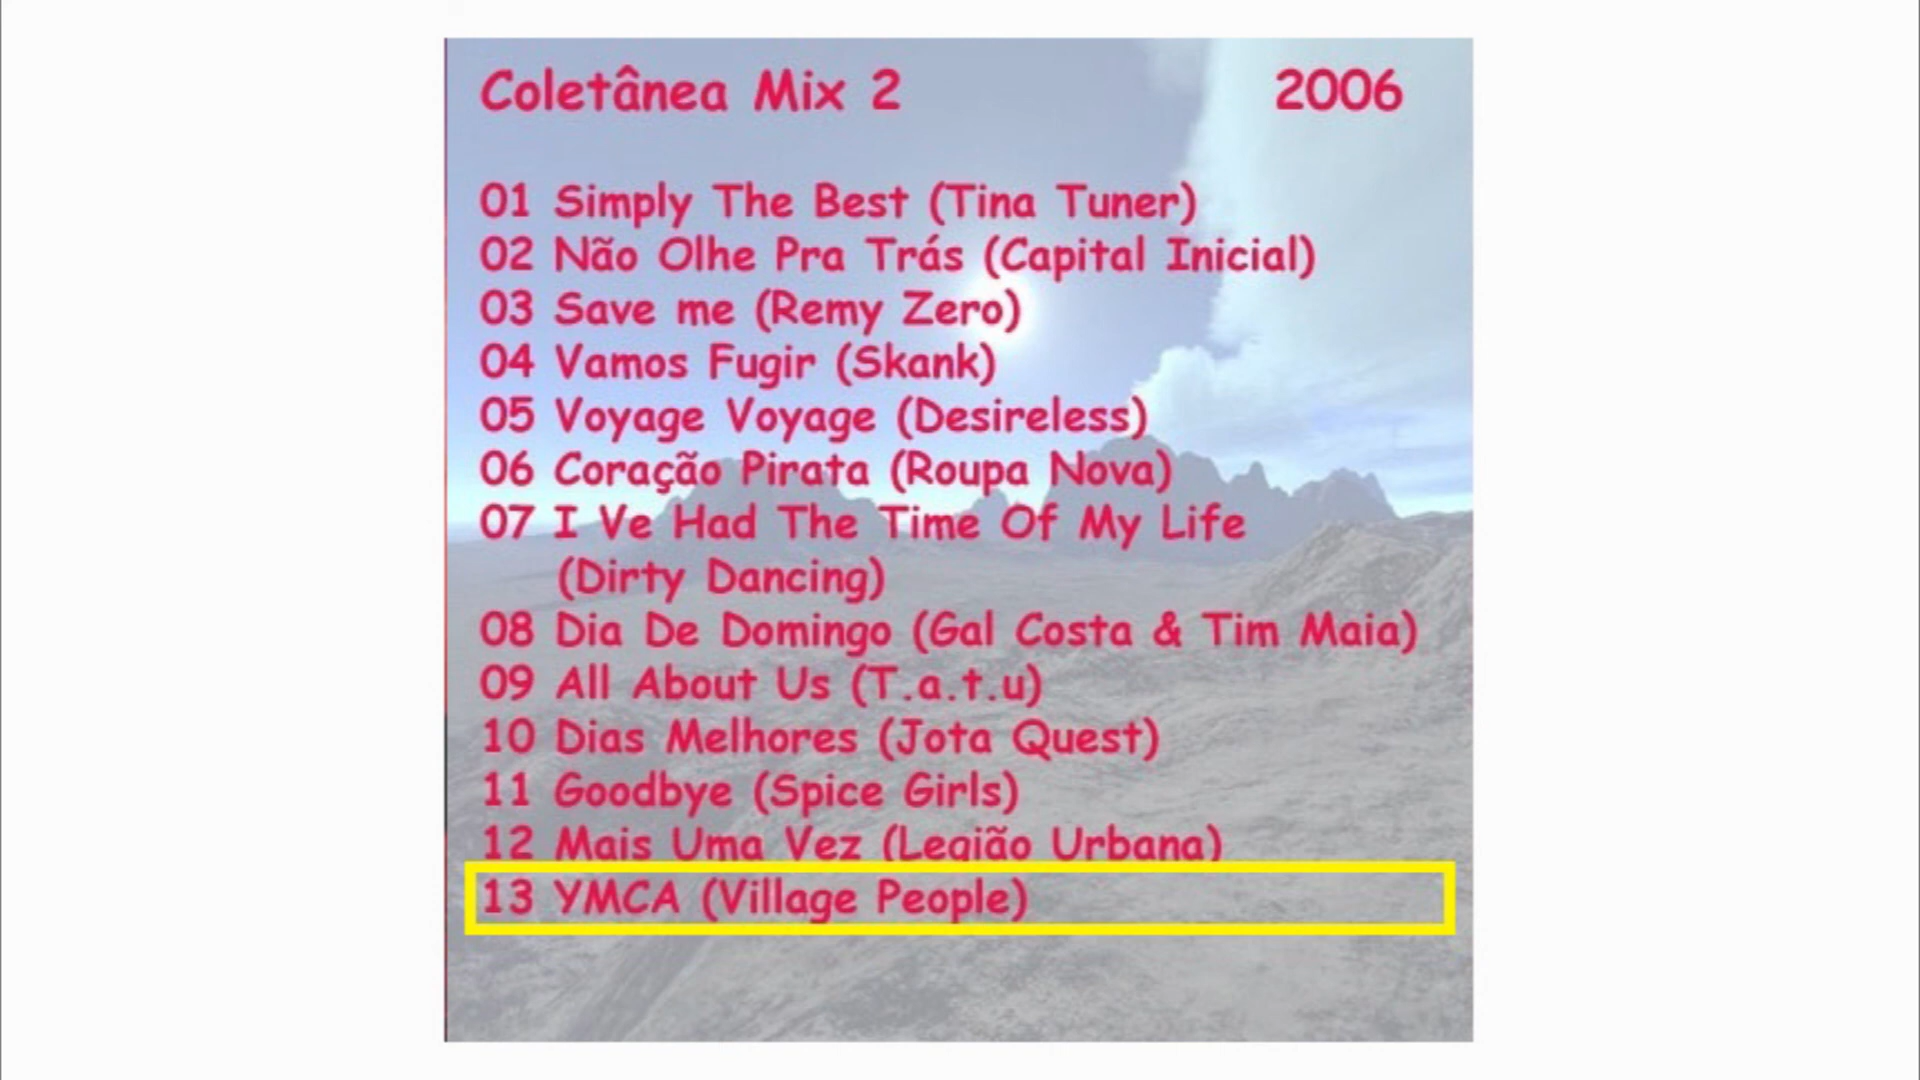 Coletânea Mix 2 2006
01 Simply The Best (Tina Tuner)
02 Não Olhe Pra Trás (Capital Inicial)
03 Save me (Remy Zero)
04 Vamos Fugir (Skank)
05 Voyage Voyage (Desireless)
06 Coração Pirata (Roupa Nova)
07 I Ve Had The Time Of My Life
(Dirty Dancing)
08 Dia De Domingo (Gal Costa & Tim Maia)
09 All About Us (T.a.t.u)
10 Dias Melhores (Jota Quest)
11 Goodbye (Spice Girls)
12 Mais Uma Vez (Legião Urbana)
13 YMCA (Village People)